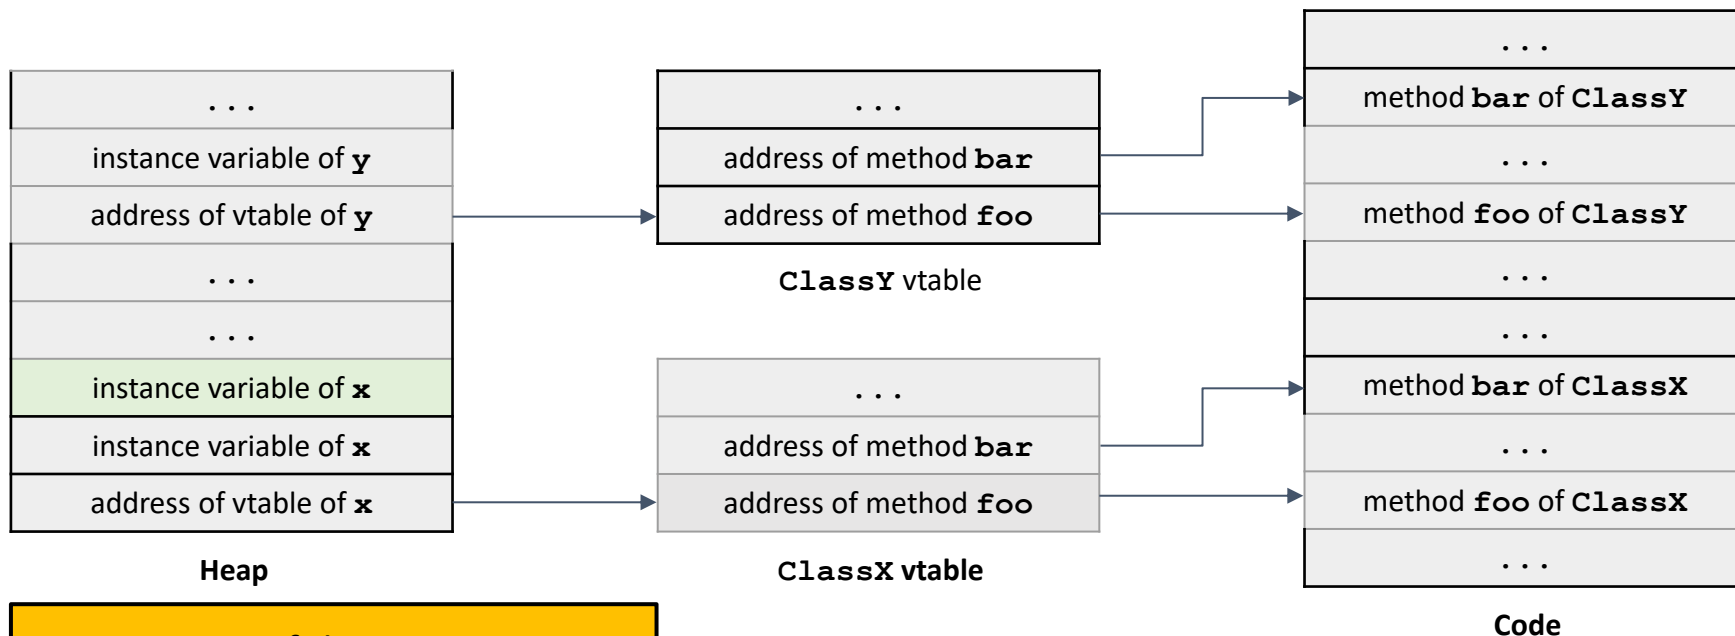 ...
instance variable of y
address of vtable of y
...
...
instance variable of x
instance variable of x
address of vtable of x
Heap
...
address of method bar
address of method foo
ClassY vtable
...
address of method bar
address of method foo
ClassX vtable
...
method bar of ClassY
...
method foo of ClassY
...
...
method bar of ClassX
...
method foo of ClassX
...
Code